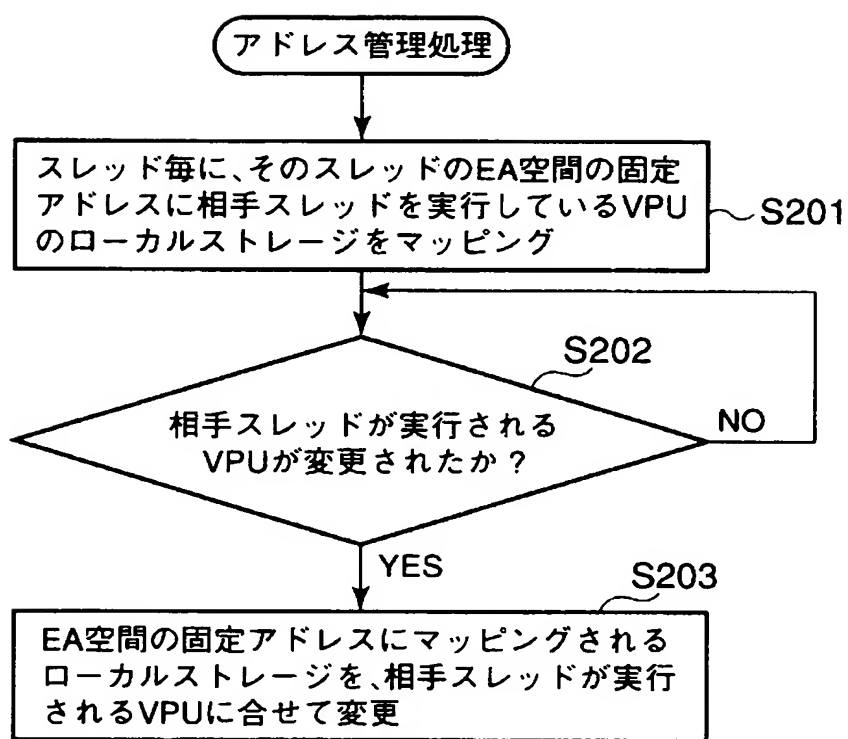 アドレス管理処理
スレッド毎に、そのスレッドのEA空間の固定
アドレスに相手スレッドを実行しているVPU
のローカルストレージをマッピング
S201
S202
相手スレッドが実行される
VPUが変更されたか？
NO
YES
S203
EA空間の固定アドレスにマッピングされる
ローカルストレージを、相手スレッドが実行
されるVPUに合せて変更